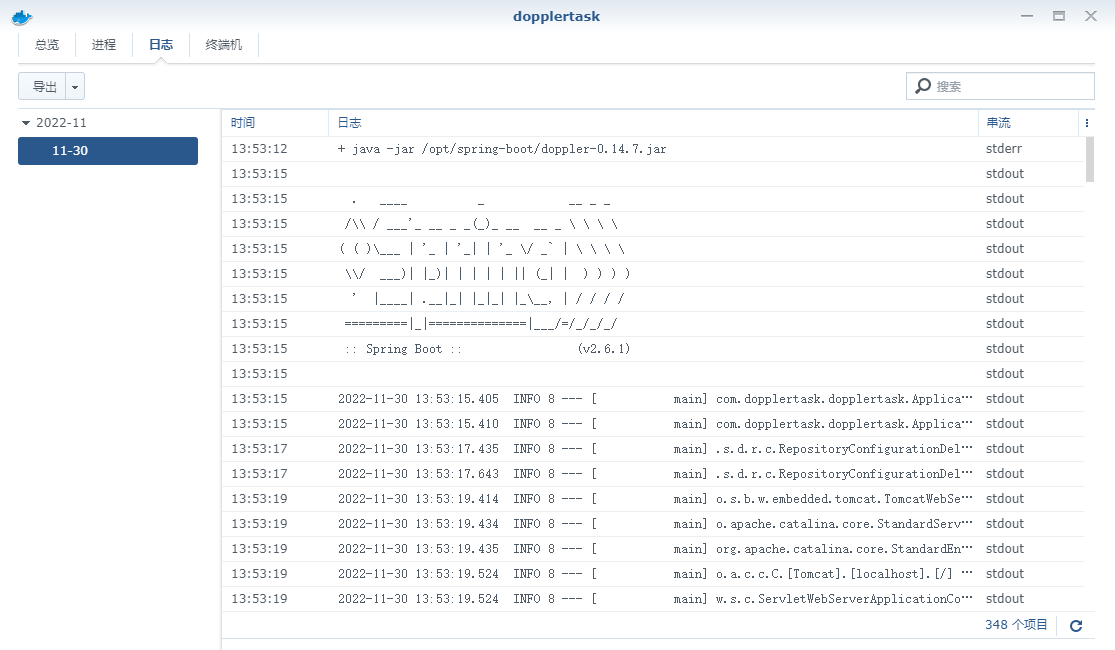 dopplertask
总览 进程 日志 终端机
导出 搜索
2022-11
11-30
时间 日志 串流
13:53:12 + java -jar /opt/spring-boot/doppler-0.14.7.jar stderr
13:53:15 stdout
13:53:15   .   ____          _            __ _ _ stdout
13:53:15  /\\ / ___'_ __ _ _(_)_ __  __ _ \ \ \ \ stdout
13:53:15 ( ( )\___ | '_ | '_| | '_ \/ _` | \ \ \ \ stdout
13:53:15  \\/  ___)| |_)| | | | | || (_| |  ) ) ) ) stdout
13:53:15   '  |____| .__|_| |_|_| |_\__, | / / / / stdout
13:53:15  =========|_|==============|___/=/_/_/_/ stdout
13:53:15  :: Spring Boot ::                (v2.6.1) stdout
13:53:15 stdout
13:53:15 2022-11-30 13:53:15.405  INFO 8 --- [           main] com.dopplertask.dopplertask.Applica··· stdout
13:53:15 2022-11-30 13:53:15.410  INFO 8 --- [           main] com.dopplertask.dopplertask.Applica··· stdout
13:53:17 2022-11-30 13:53:17.435  INFO 8 --- [           main] .s.d.r.c.RepositoryConfigurationDel··· stdout
13:53:17 2022-11-30 13:53:17.643  INFO 8 --- [           main] .s.d.r.c.RepositoryConfigurationDel··· stdout
13:53:19 2022-11-30 13:53:19.414  INFO 8 --- [           main] o.s.b.w.embedded.tomcat.TomcatWebSe··· stdout
13:53:19 2022-11-30 13:53:19.434  INFO 8 --- [           main] o.apache.catalina.core.StandardServ··· stdout
13:53:19 2022-11-30 13:53:19.435  INFO 8 --- [           main] org.apache.catalina.core.StandardEn··· stdout
13:53:19 2022-11-30 13:53:19.524  INFO 8 --- [           main] o.a.c.c.C.[Tomcat].[localhost].[/] ··· stdout
13:53:19 2022-11-30 13:53:19.524  INFO 8 --- [           main] w.s.c.ServletWebServerApplicationCo··· stdout
348 个项目